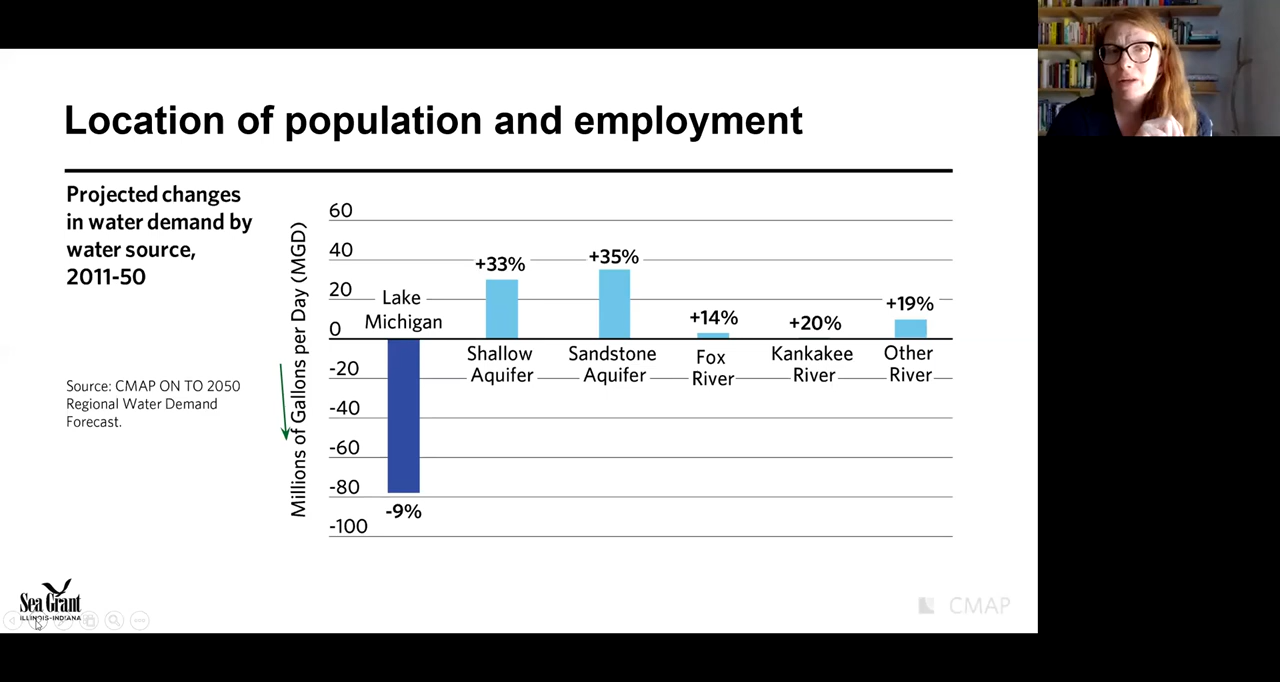 Location of population and employment
Projected changes
in water demand by
water source,
2011-50
Source: CMAP ON TO 2050
Regional Water Demand
Forecast.
Millions of Gallons per Day (MGD)
60
40
20
0
-20
-40
-60
-80
-100
Lake
Michigan
-9%
+33%
Shallow
Aquifer
+35%
Sandstone
Aquifer
+14%
Fox
River
+20%
Kankakee
River
+19%
Other
River
Sea Grant
ILLINOIS-INDIANA
CMAP